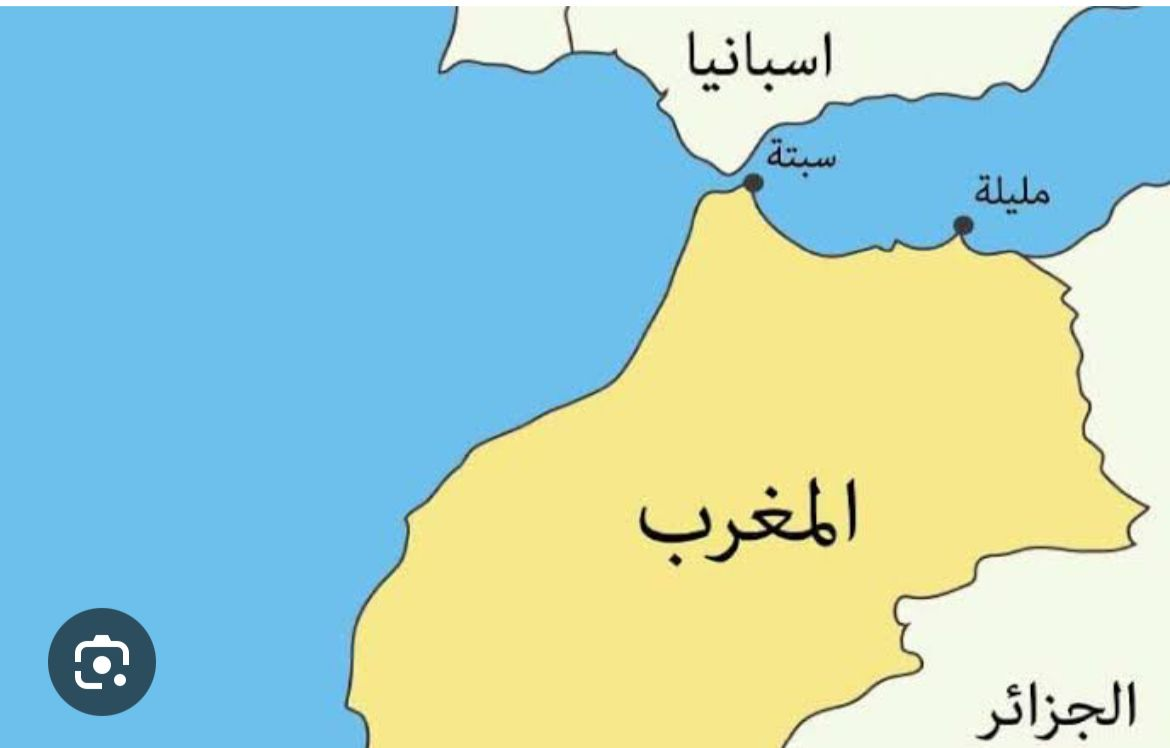 اسبانيا
سبتة
مليلة
المغرب
الجزائر